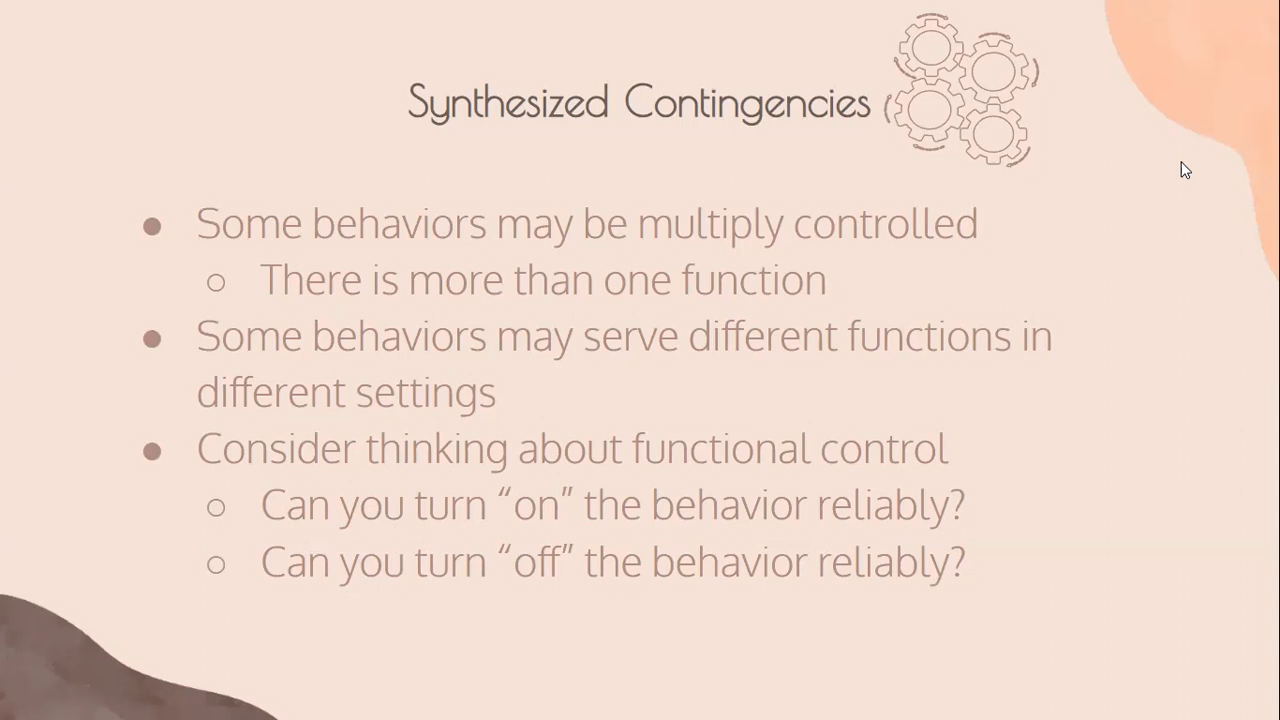 Synthesized Contingencies
● Some behaviors may be multiply controlled
○ There is more than one function
● Some behaviors may serve different functions in
different settings
● Consider thinking about functional control
○ Can you turn “on” the behavior reliably?
○ Can you turn “off” the behavior reliably?